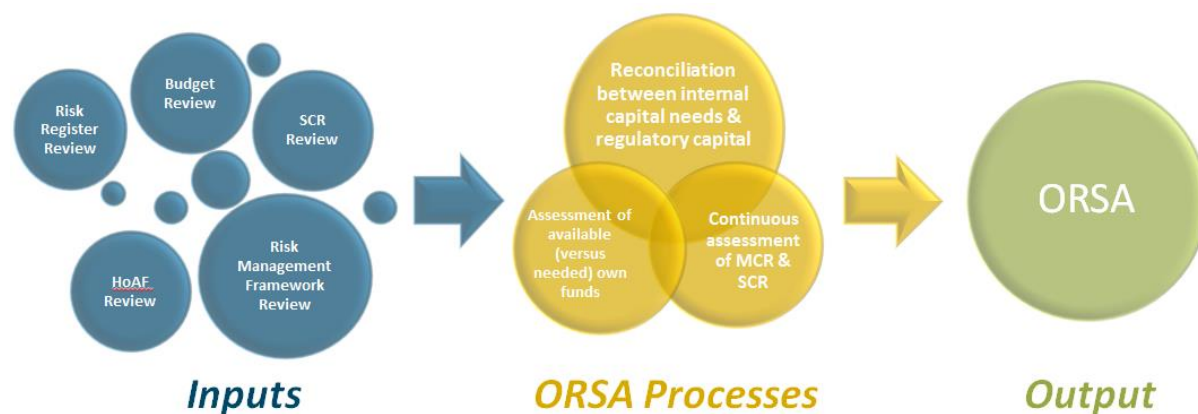 Budget
Review
Risk
Register
Review
SCR
Review
HoAF
Review
Risk
Management
Framework
Review
Reconciliation
between internal
capital needs &
regulatory capital
Assessment of
available
(versus
needed) own
funds
Continuous
assessment
of MCR &
SCR
ORSA
Inputs
ORSA Processes
Output